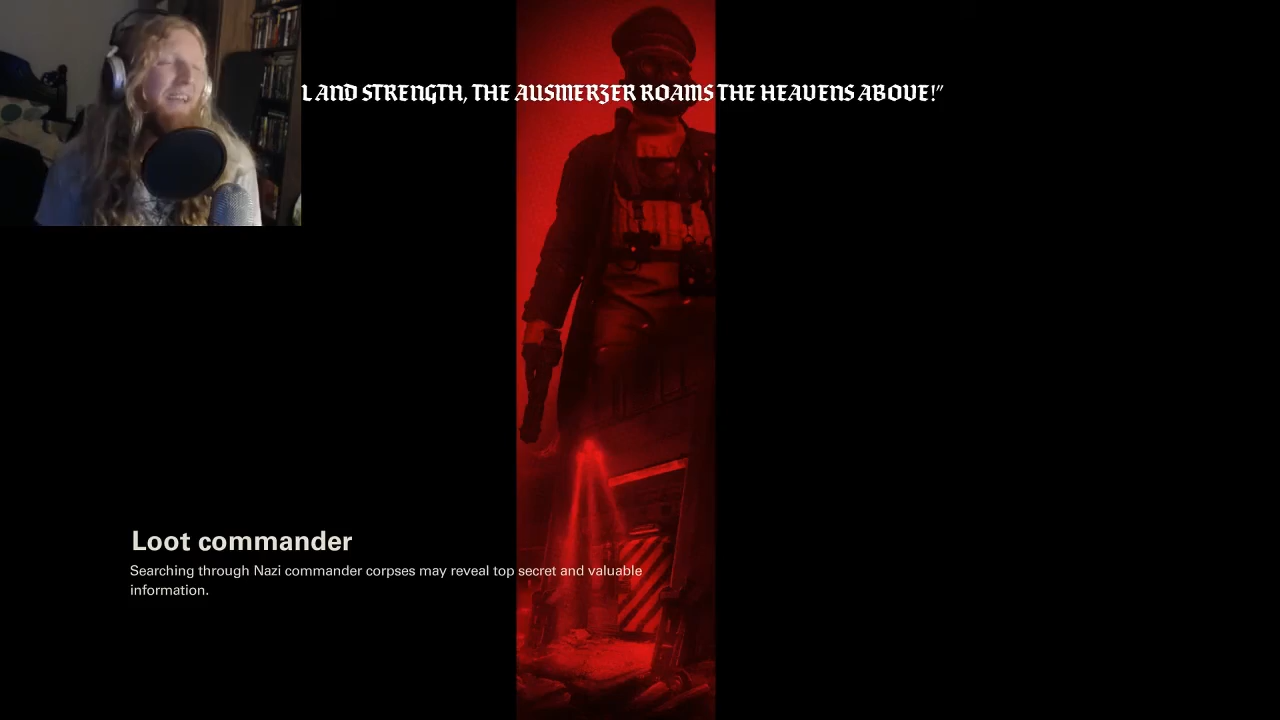 L AND STRENGTH, THE AUSMERZER ROAMS THE HEAVENS ABOVE!”
Loot commander
Searching through Nazi commander corpses may reveal top secret and valuable
information.